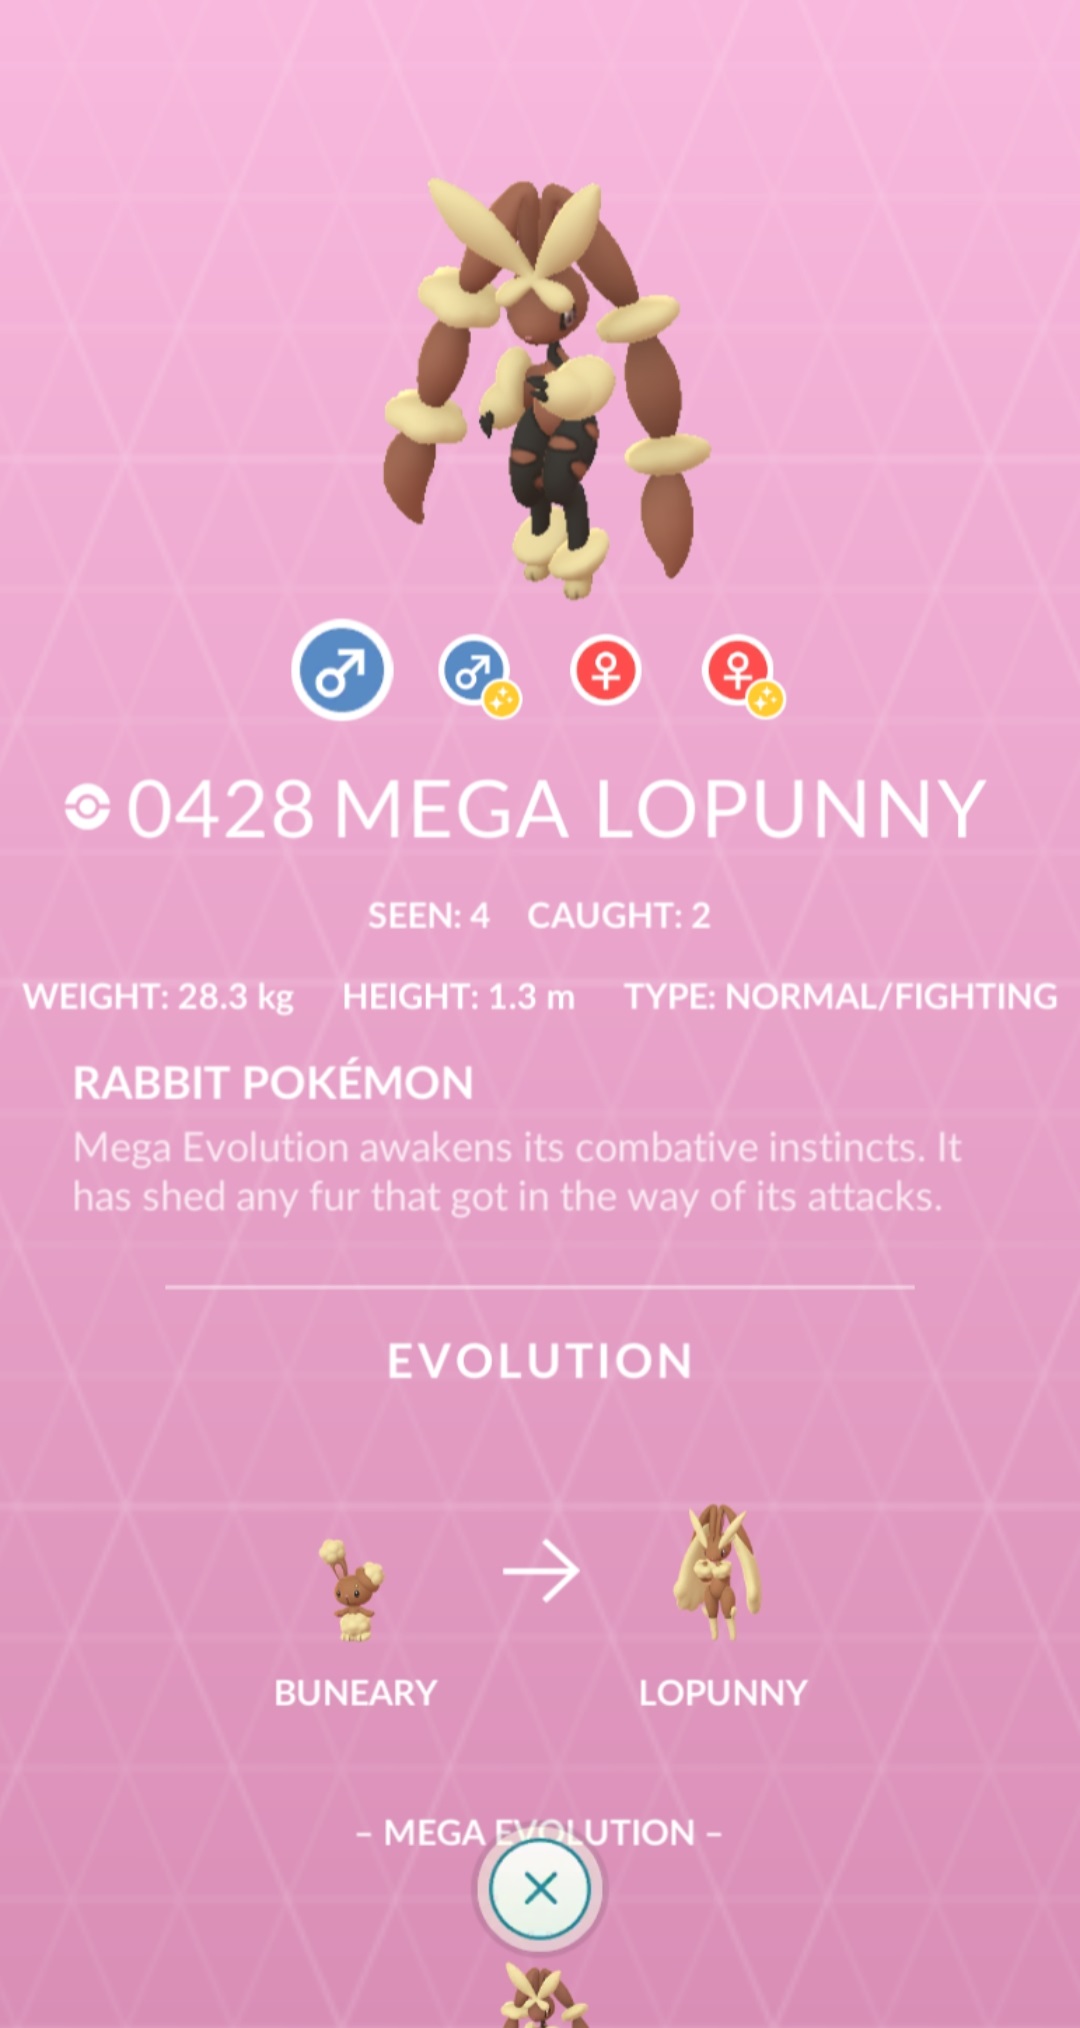 0428 MEGA LOPUNNY
SEEN: 4 CAUGHT: 2
WEIGHT: 28.3 kg HEIGHT: 1.3 m TYPE: NORMAL/FIGHTING
RABBIT POKÉMON
Mega Evolution awakens its combative instincts. It
has shed any fur that got in the way of its attacks.
EVOLUTION
BUNEARY LOPUNNY
– MEGA EVOLUTION –